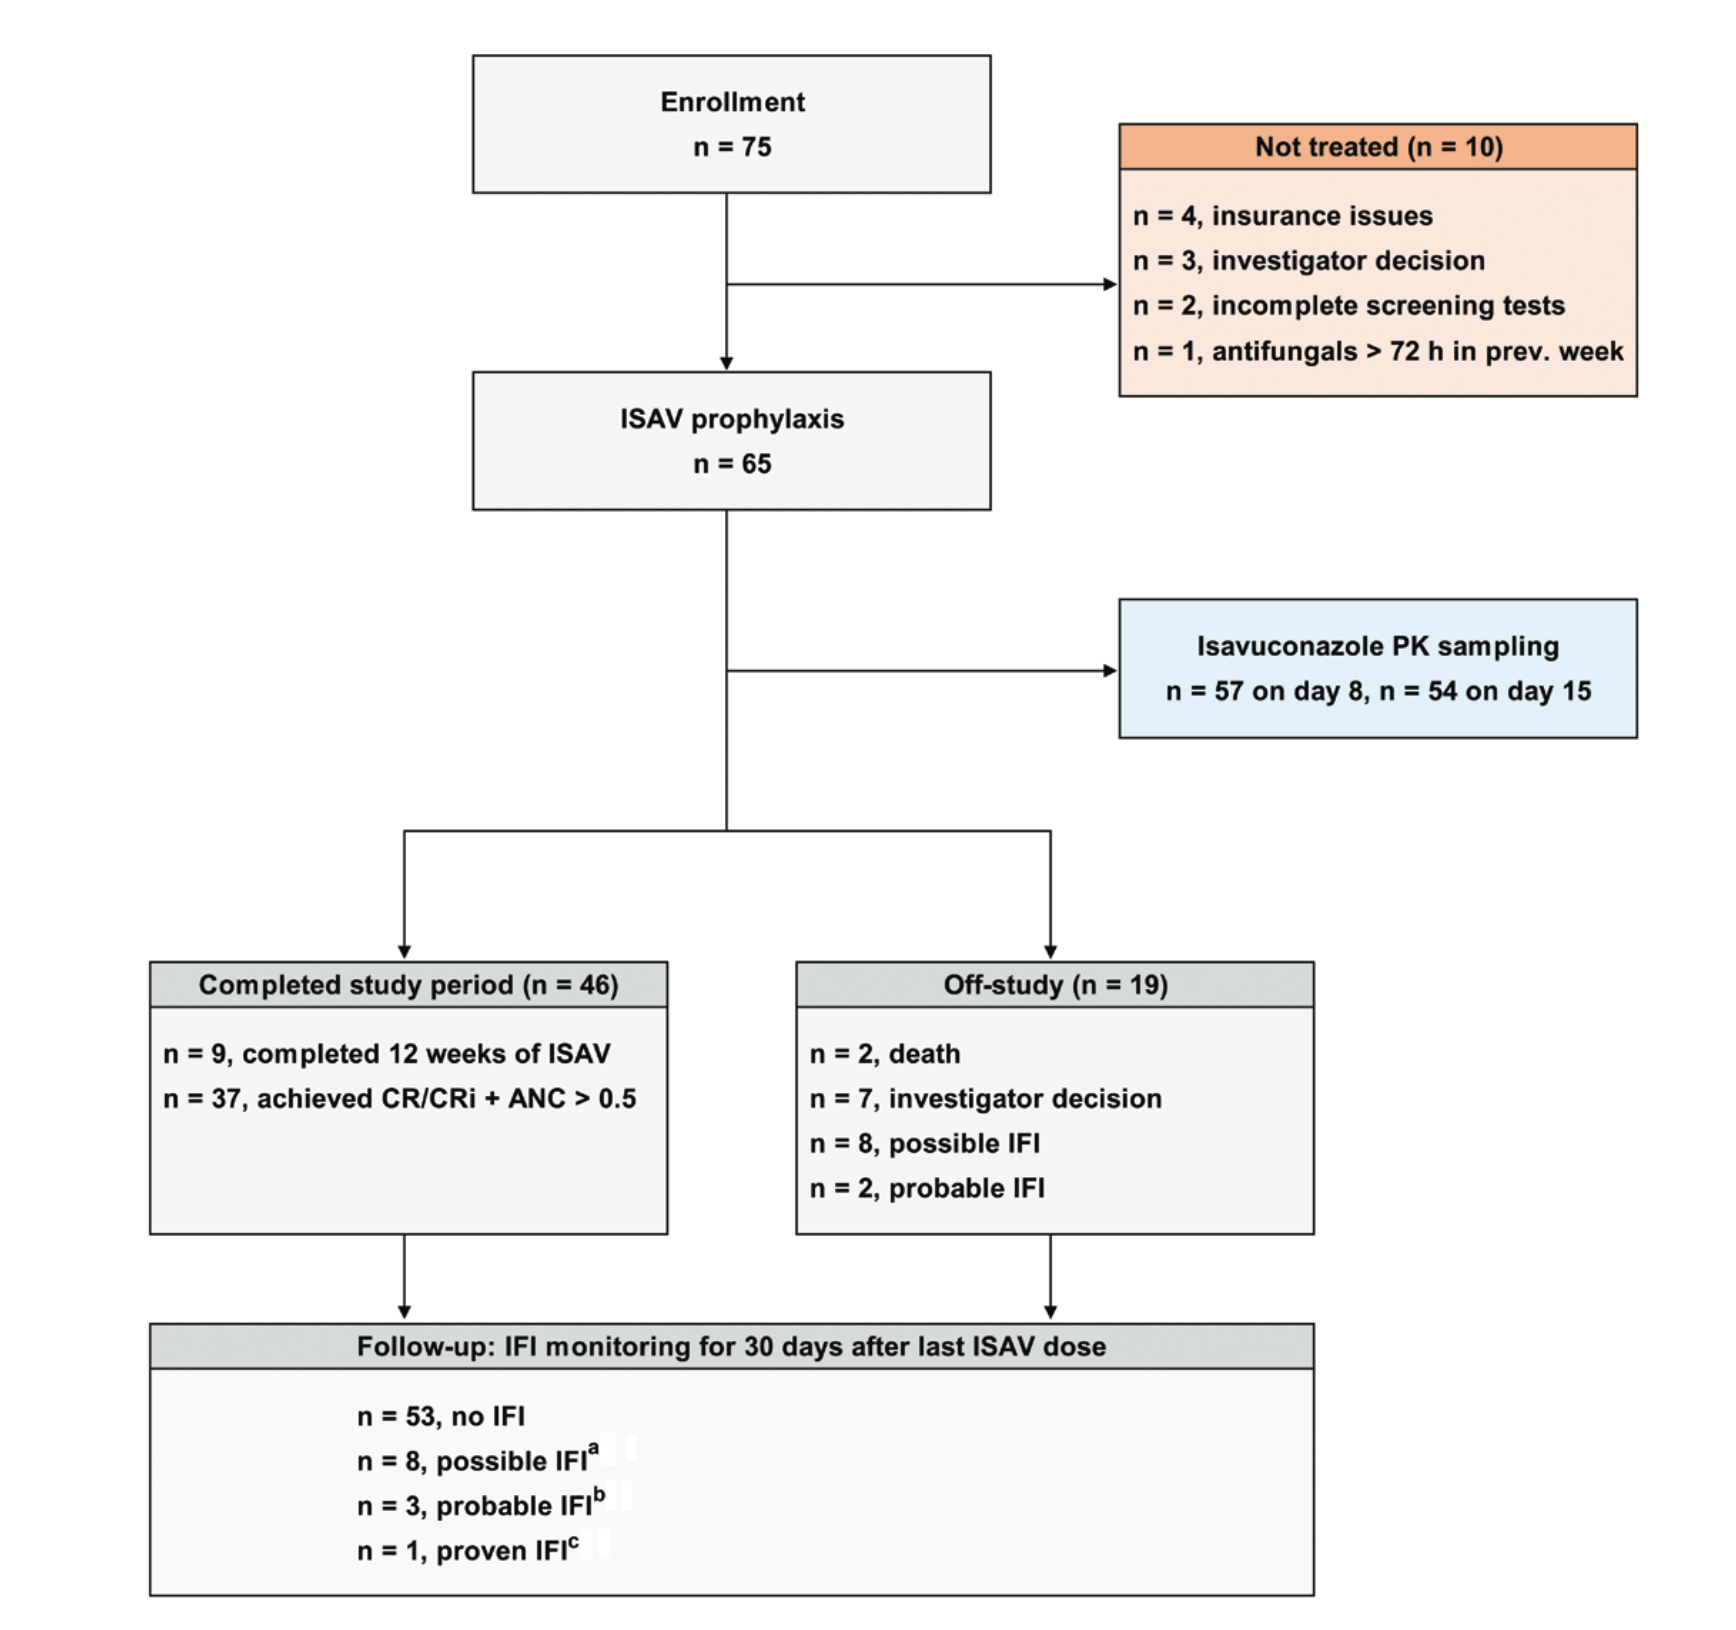 Enrollment
n = 75
Not treated (n = 10)
n = 4, insurance issues
n = 3, investigator decision
n = 2, incomplete screening tests
n = 1, antifungals > 72 h in prev. week
ISAV prophylaxis
n = 65
Isavuconazole PK sampling
n = 57 on day 8, n = 54 on day 15
Completed study period (n = 46)
n = 9, completed 12 weeks of ISAV
n = 37, achieved CR/CRi + ANC > 0.5
Off-study (n = 19)
n = 2, death
n = 7, investigator decision
n = 8, possible IFI
n = 2, probable IFI
Follow-up: IFI monitoring for 30 days after last ISAV dose
n = 53, no IFI
n = 8, possible IFIa
n = 3, probable IFIb
n = 1, proven IFIc